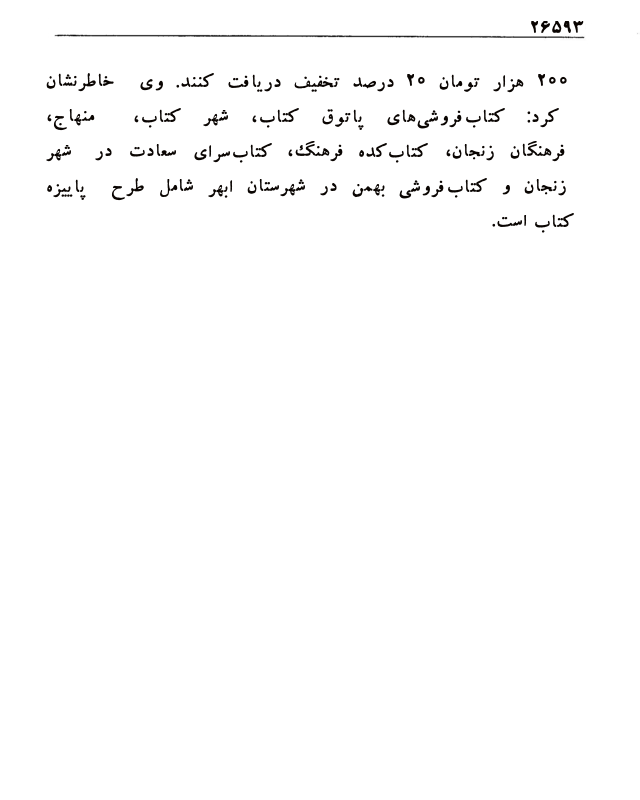 ۲۶۵۹۳
۲۰۰ هزار تومان ۲۰ درصد تخفیف دریافت کنند. وی خاطرنشان
کرد: کتاب‌فروشی‌های پاتوق کتاب، شهر کتاب، منهاج،
فرهنگان زنجان، کتاب‌کده فرهنگ، کتاب‌سرای سعادت در شهر
زنجان و کتاب‌فروشی بهمن در شهرستان ابهر شامل طرح پاییزه
کتاب است.